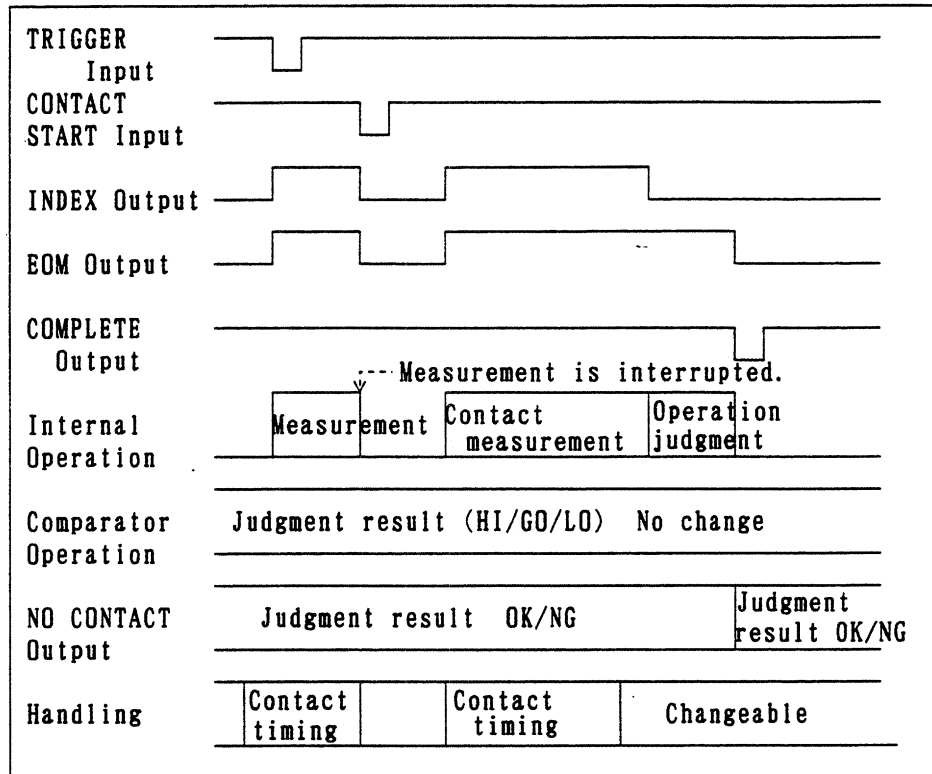 TRIGGER
Input
CONTACT
START Input
INDEX Output
EOM Output
COMPLETE
Output
Measurement is interrupted.
Internal
Operation
Measurement
Contact
measurement
Operation
judgment
Comparator
Operation
Judgment result (HI/GO/LO) No change
NO CONTACT
Output
Judgment result OK/NG
Judgment
result OK/NG
Handling
Contact
timing
Contact
timing
Changeable